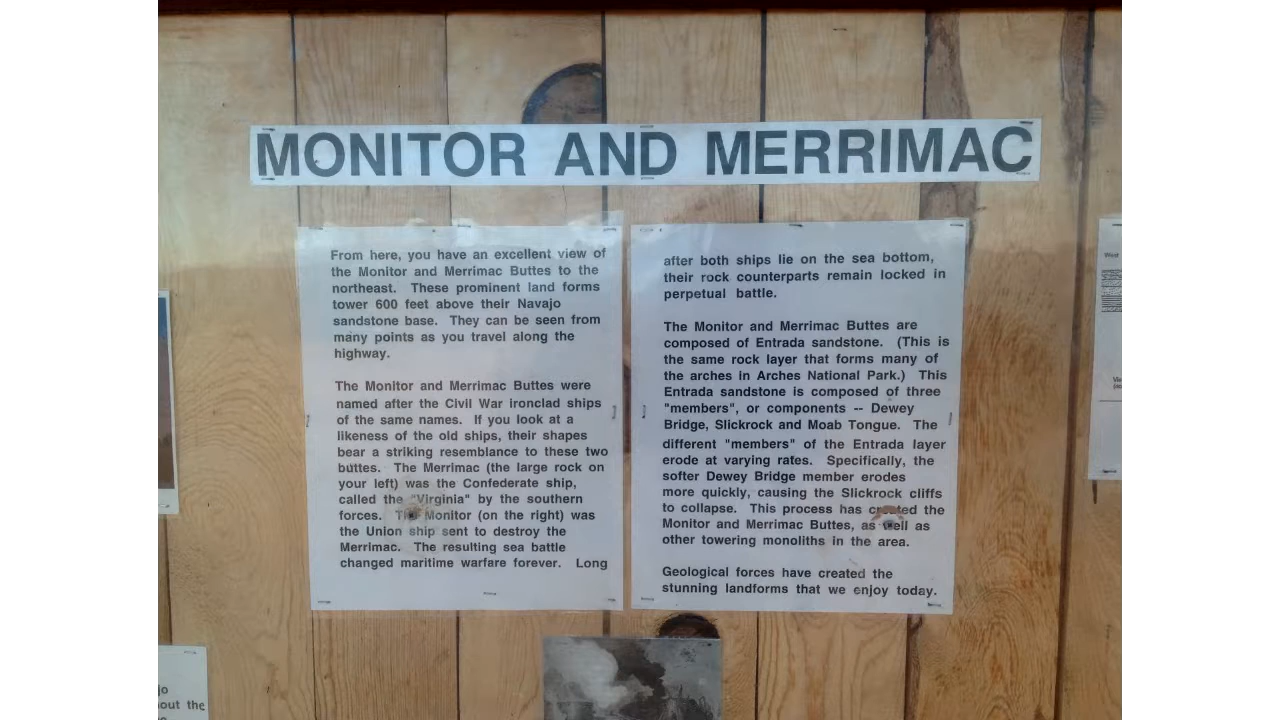 MONITOR AND MERRIMAC
From here, you have an excellent view of
the Monitor and Merrimac Buttes to the
northeast. These prominent land forms
tower 600 feet above their Navajo
sandstone base. They can be seen from
many points as you travel along the
highway.
The Monitor and Merrimac Buttes were
named after the Civil War ironclad ships
of the same names. If you look at a
likeness of the old ships, their shapes
bear a striking resemblance to these two
buttes. The Merrimac (the large rock on
your left) was the Confederate ship,
called the "Virginia" by the southern
forces. The Monitor (on the right) was
the Union ship sent to destroy the
Merrimac. The resulting sea battle
changed maritime warfare forever. Long
after both ships lie on the sea bottom,
their rock counterparts remain locked in
perpetual battle.
The Monitor and Merrimac Buttes are
composed of Entrada sandstone. (This is
the same rock layer that forms many of
the arches in Arches National Park.) This
Entrada sandstone is composed of three
"members", or components -- Dewey
Bridge, Slickrock and Moab Tongue. The
different "members" of the Entrada layer
erode at varying rates. Specifically, the
softer Dewey Bridge member erodes
more quickly, causing the Slickrock cliffs
to collapse. This process has created the
Monitor and Merrimac Buttes, as well as
other towering monoliths in the area.
Geological forces have created the
stunning landforms that we enjoy today.
West
out the